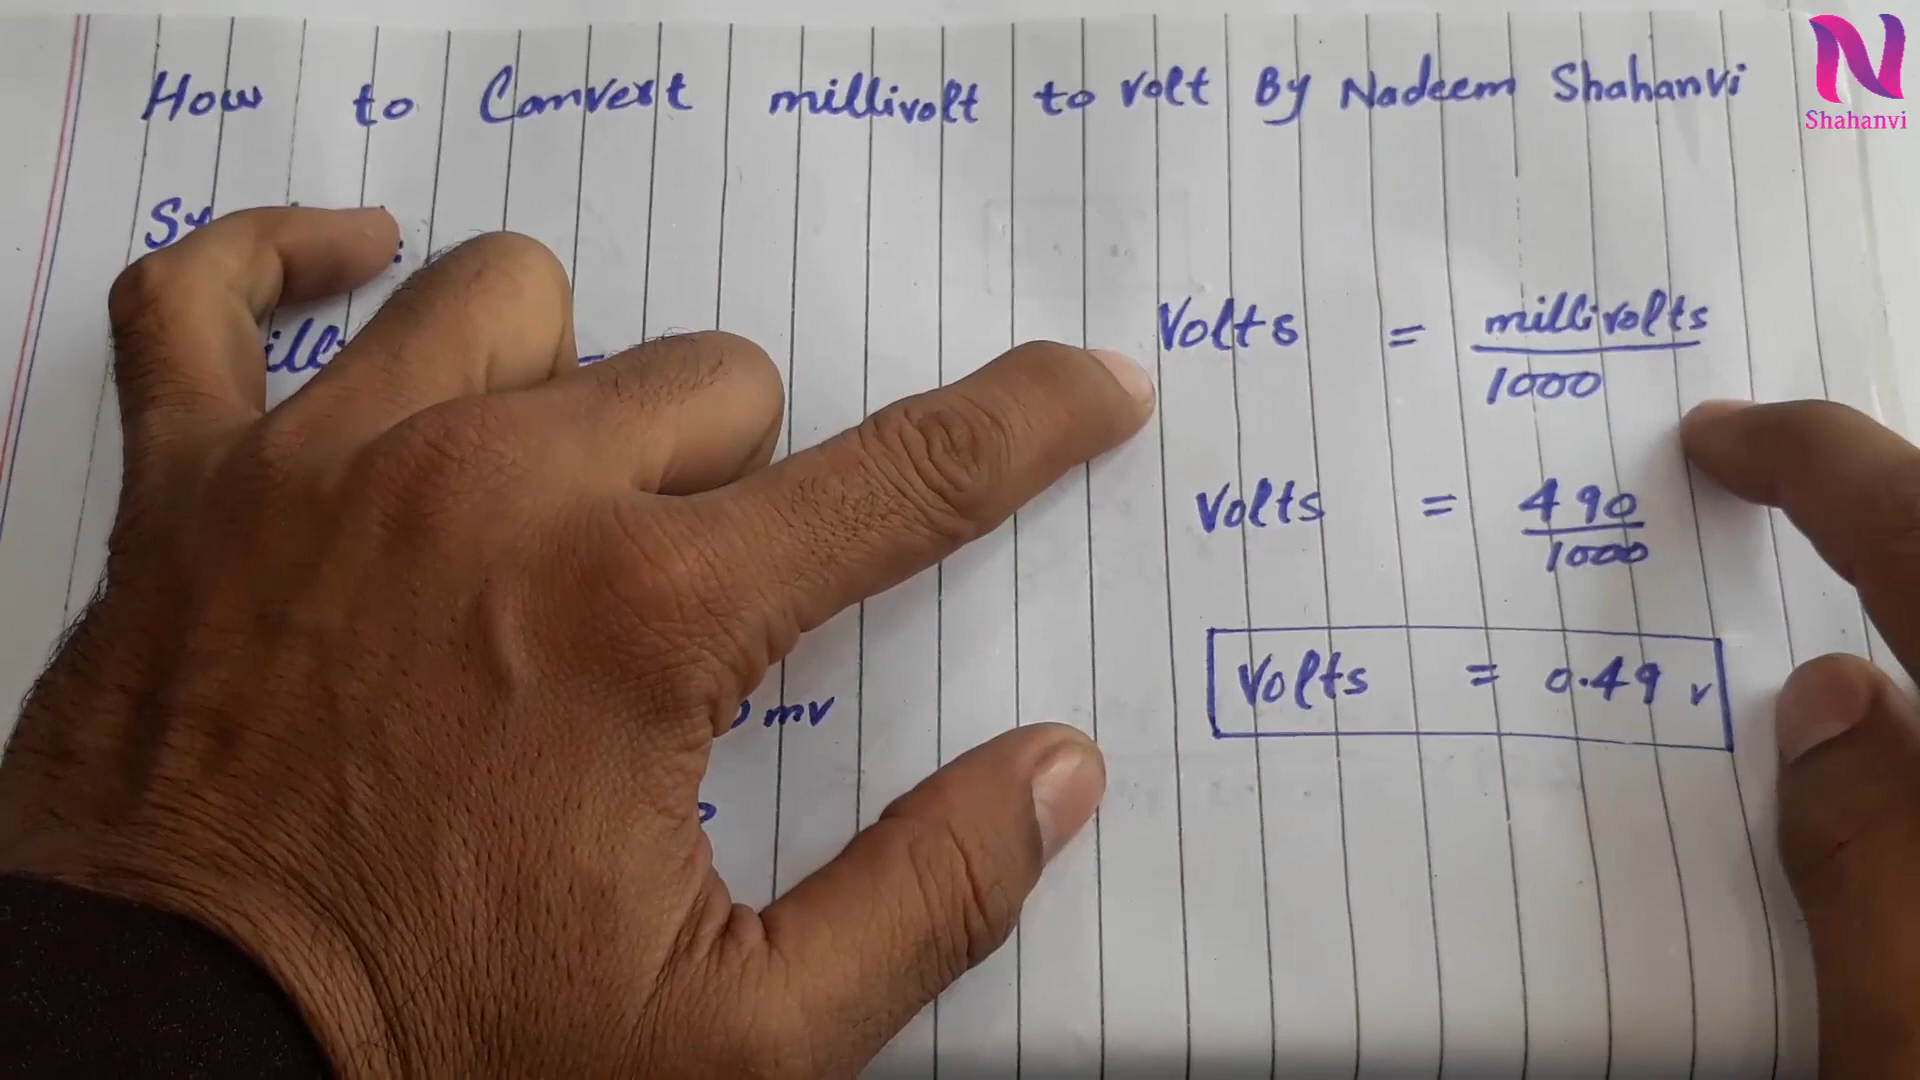 How to Convert millivolt to volt By Nadeem Shahanvi
N
Shahanvi
Volts = millivolts
1000
Volts = 490
1000
mv
Volts = 0.49 v